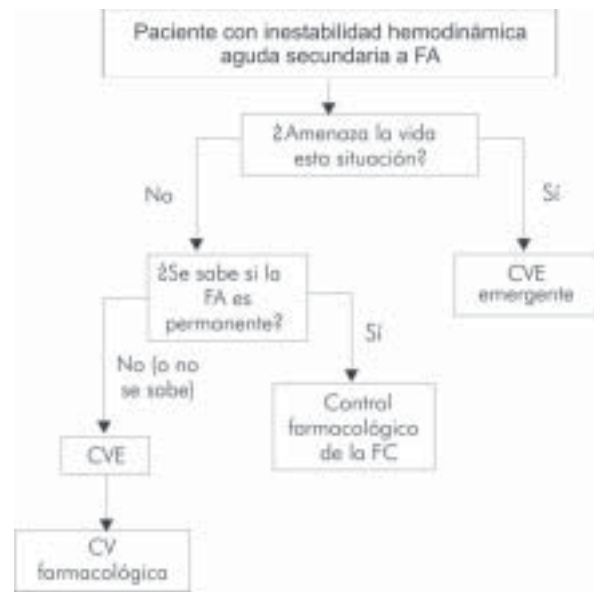 Paciente con inestabilidad hemodinámica
aguda secundaria a FA
¿Amenaza la vida
esta situación?
No
Sí
¿Se sabe si la
FA es
permanente?
CVE
emergente
No (o no
se sabe)
Sí
Control
farmacológico
de la FC
CVE
CV
farmacológica